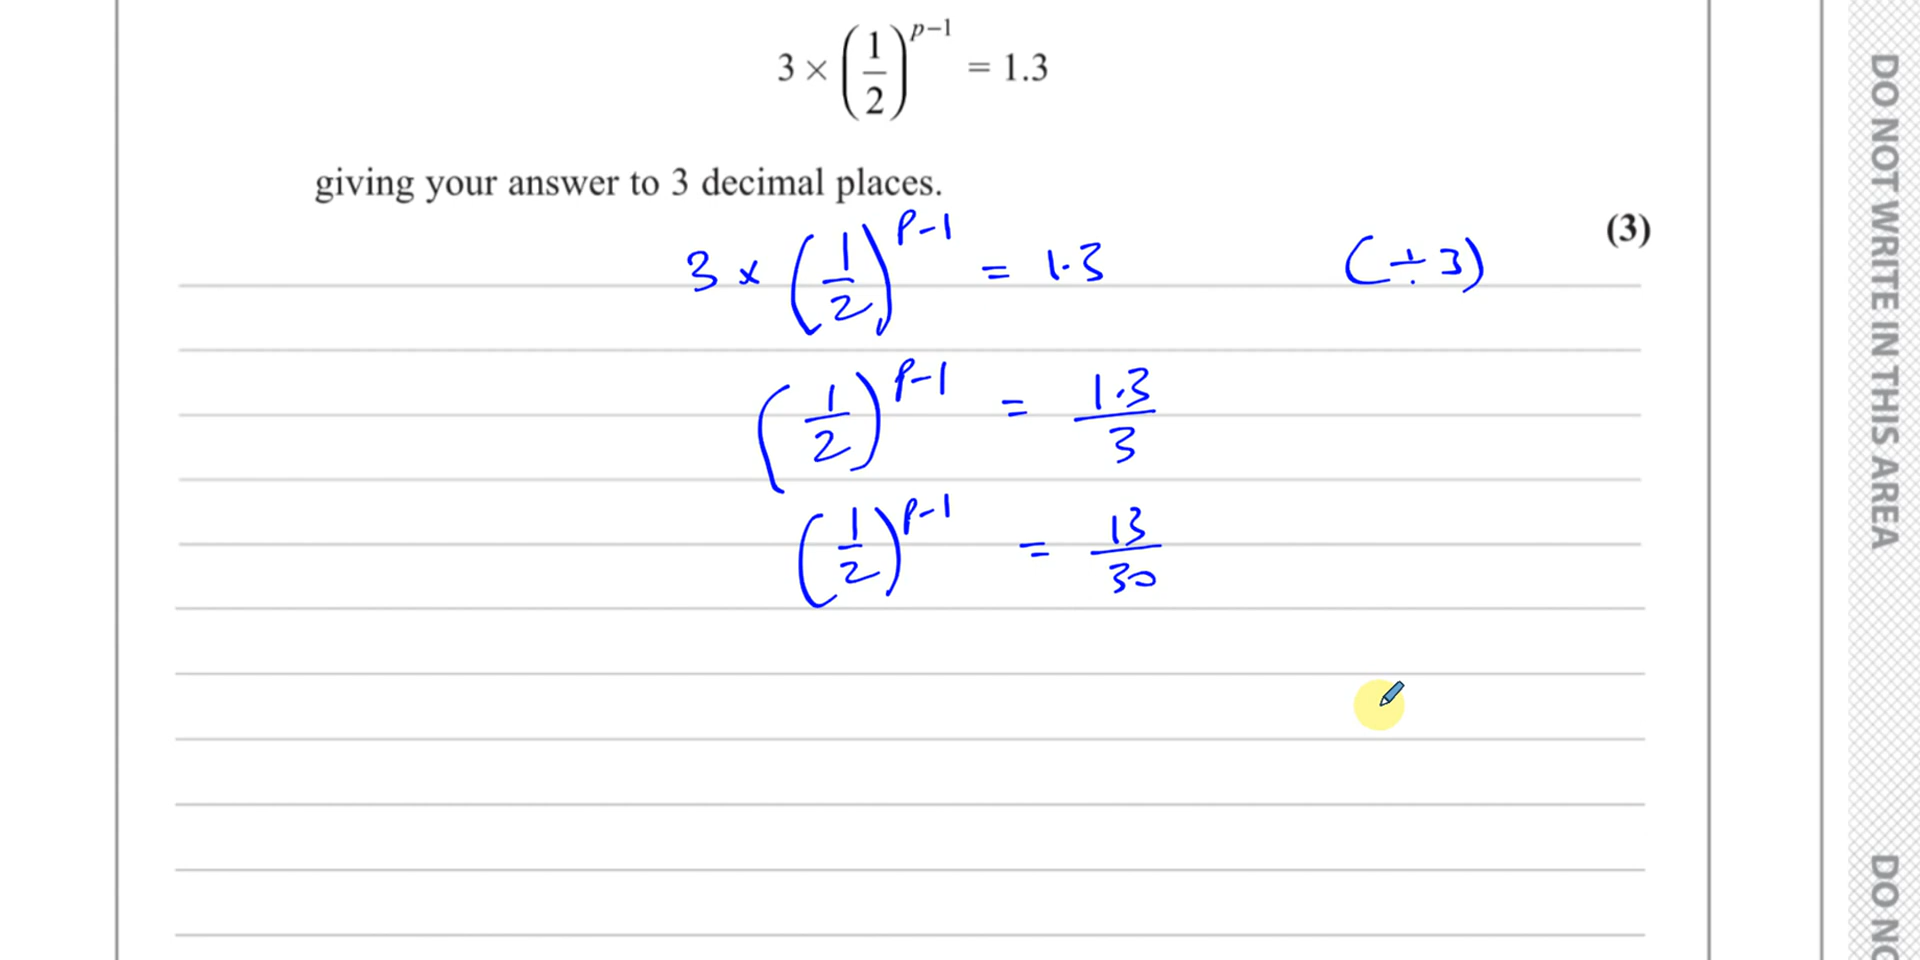 3 × (1/2)^{p−1} = 1.3
giving your answer to 3 decimal places.
(3)
3 × (1/2)^{p-1} = 1.3 (÷3)
(1/2)^{p-1} = 1.3/3
(1/2)^{p-1} = 13/30
DO NOT WRITE IN THIS AREA
DO NO